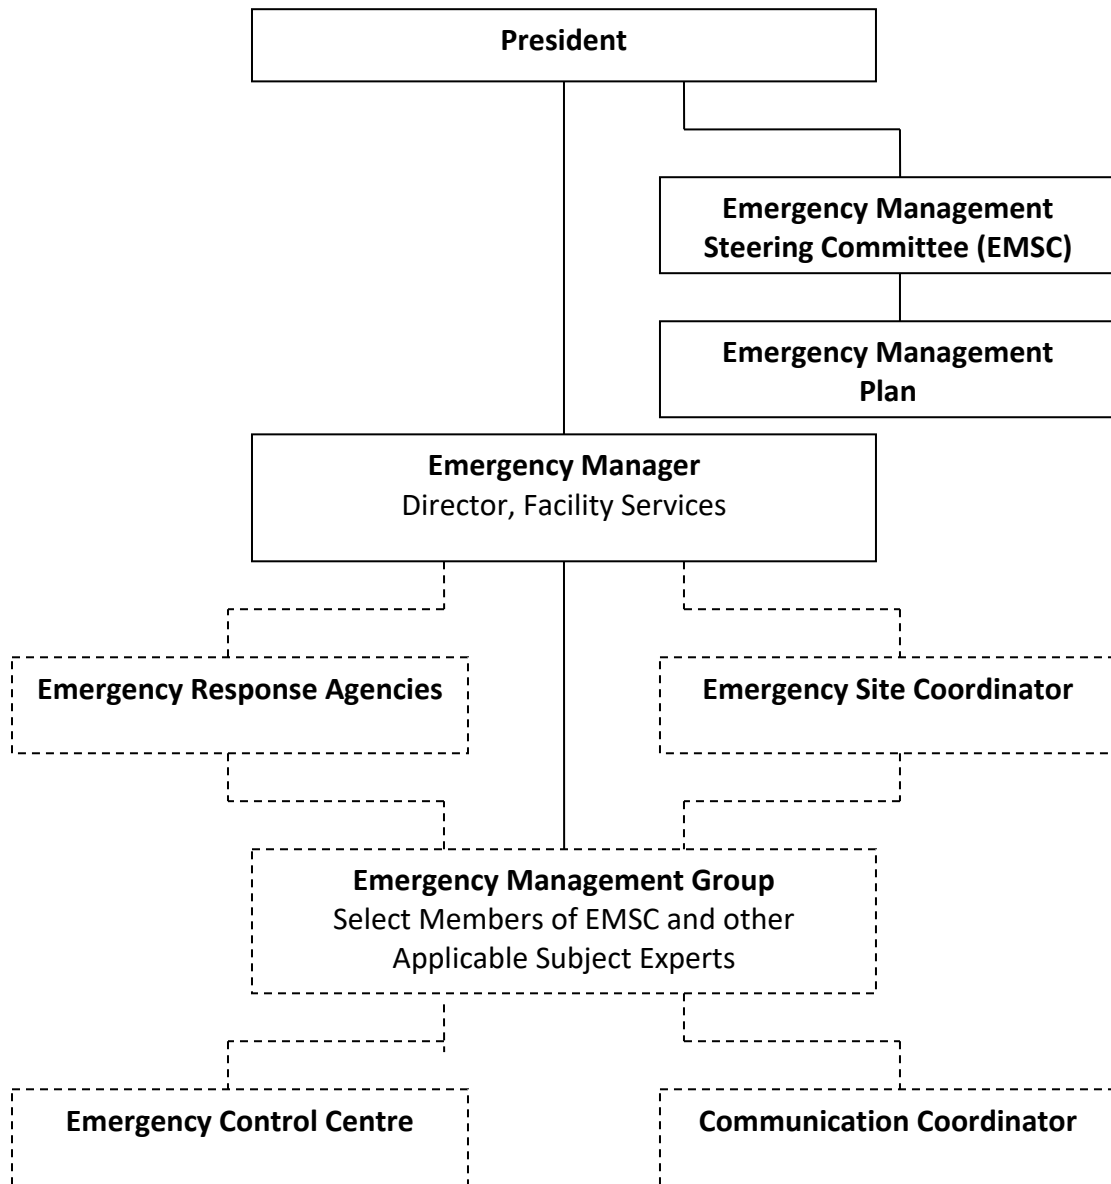 President
Emergency Management
Steering Committee (EMSC)
Emergency Management
Plan
Emergency Manager
Director, Facility Services
Emergency Response Agencies
Emergency Site Coordinator
Emergency Management Group
Select Members of EMSC and other
Applicable Subject Experts
Emergency Control Centre
Communication Coordinator